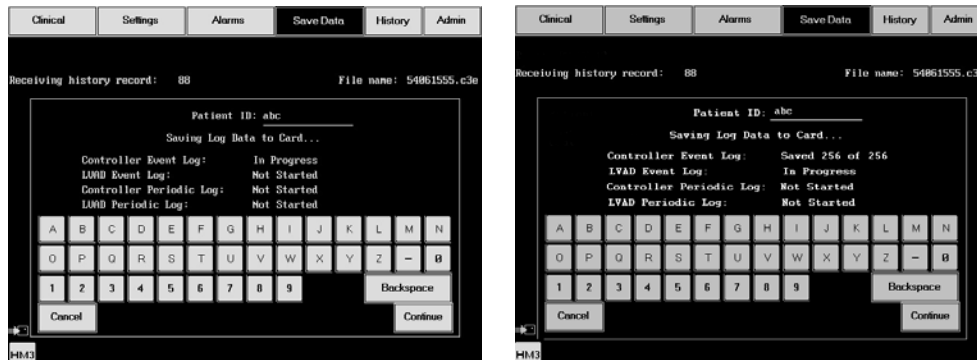 Clinical Settings Alarms Save Data History Admin
Receiving history record: 88 File name: 54061555.c3e
Patient ID: abc
Saving Log Data to Card...
Controller Event Log: In Progress
LVAD Event Log: Not Started
Controller Periodic Log: Not Started
LVAD Periodic Log: Not Started
A B C D E F G H I J K L M N
O P Q R S T U V W X Y Z - 0
1 2 3 4 5 6 7 8 9 Backspace
Cancel Continue
HM3
Clinical Settings Alarms Save Data History Admin
Receiving history record: 88 File name: 54061555.c3
Patient ID: abc
Saving Log Data to Card...
Controller Event Log: Saved 256 of 256
LVAD Event Log: In Progress
Controller Periodic Log: Not Started
LVAD Periodic Log: Not Started
A B C D E F G H I J K L M N
O P Q R S T U V W X Y Z - 0
1 2 3 4 5 6 7 8 9 Backspace
Cancel Continue
HM3